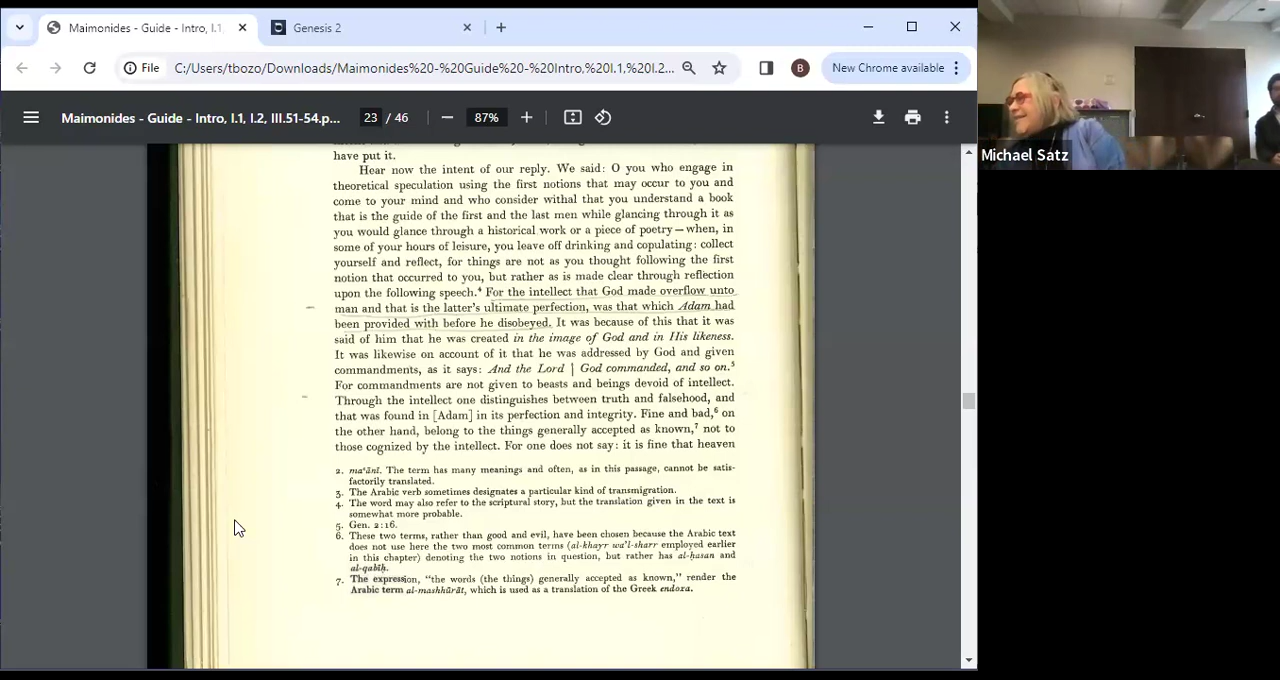 Maimonides - Guide - Intro, I.1,
Genesis 2
File
C:/Users/tbozo/Downloads/Maimonides%20-%20Guide%20-%20Intro,%20I.1,%20I.2...
B
New Chrome available
Maimonides - Guide - Intro, I.1, I.2, III.51-54.p...
23 / 46
87%
have put it.
Hear now the intent of our reply. We said: O you who engage in
theoretical speculation using the first notions that may occur to you and
come to your mind and who consider withal that you understand a book
that is the guide of the first and the last men while glancing through it as
you would glance through a historical work or a piece of poetry—when, in
some of your hours of leisure, you leave off drinking and copulating: collect
yourself and reflect, for things are not as you thought following the first
notion that occurred to you, but rather as is made clear through reflection
upon the following speech.⁴ For the intellect that God made overflow unto
man and that is the latter's ultimate perfection, was that which Adam had
been provided with before he disobeyed. It was because of this that it was
said of him that he was created in the image of God and in His likeness.
It was likewise on account of it that he was addressed by God and given
commandments, as it says: And the Lord | God commanded, and so on.⁵
For commandments are not given to beasts and beings devoid of intellect.
Through the intellect one distinguishes between truth and falsehood, and
that was found in [Adam] in its perfection and integrity. Fine and bad,⁶ on
the other hand, belong to the things generally accepted as known,⁷ not to
those cognized by the intellect. For one does not say: it is fine that heaven
2. maʿānī. The term has many meanings and often, as in this passage, cannot be satis-
factorily translated.
3. The Arabic verb sometimes designates a particular kind of transmigration.
4. The word may also refer to the scriptural story, but the translation given in the text is
somewhat more probable.
5. Gen. 2:16.
6. These two terms, rather than good and evil, have been chosen because the Arabic text
does not use here the two most common terms (al-khayr wa'l-sharr employed earlier
in this chapter) denoting the two notions in question, but rather has al-ḥasan and
al-qabīḥ.
7. The expression, "the words (the things) generally accepted as known," render the
Arabic term al-mashhūrāt, which is used as a translation of the Greek endoxa.
Michael Satz